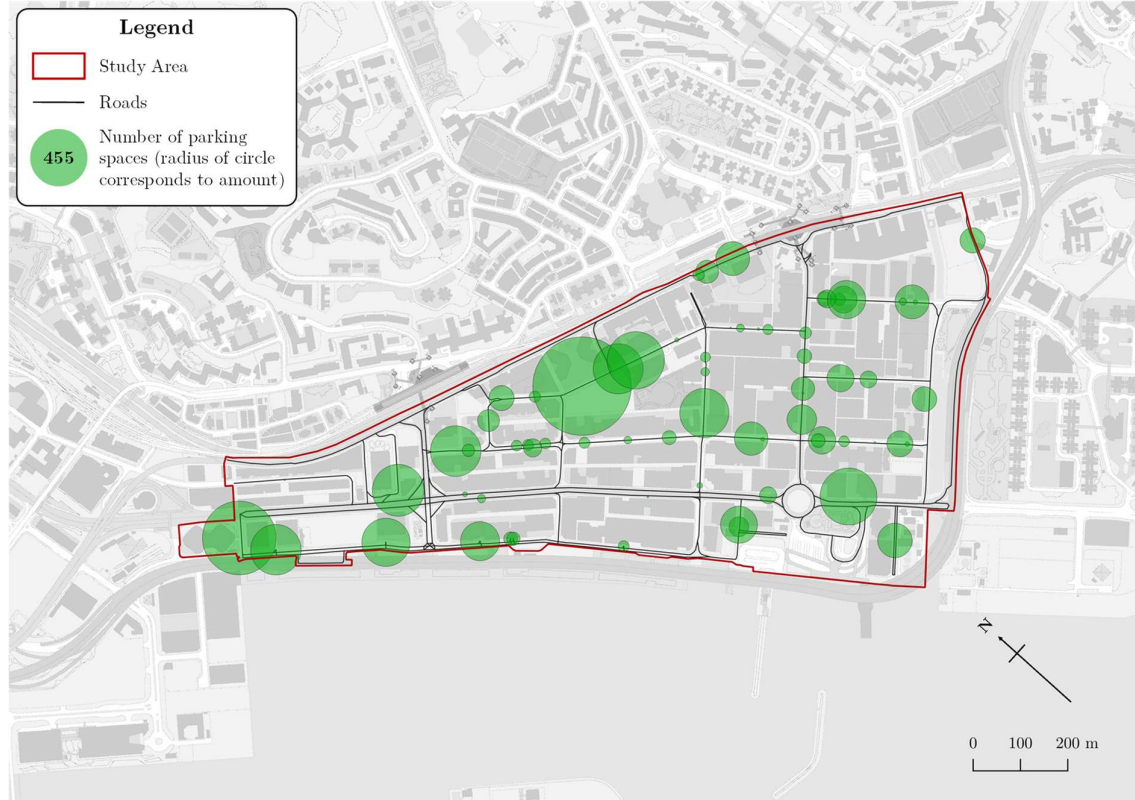 Legend
Study Area
Roads
455
Number of parking
spaces (radius of circle
corresponds to amount)
N
0 100 200 m